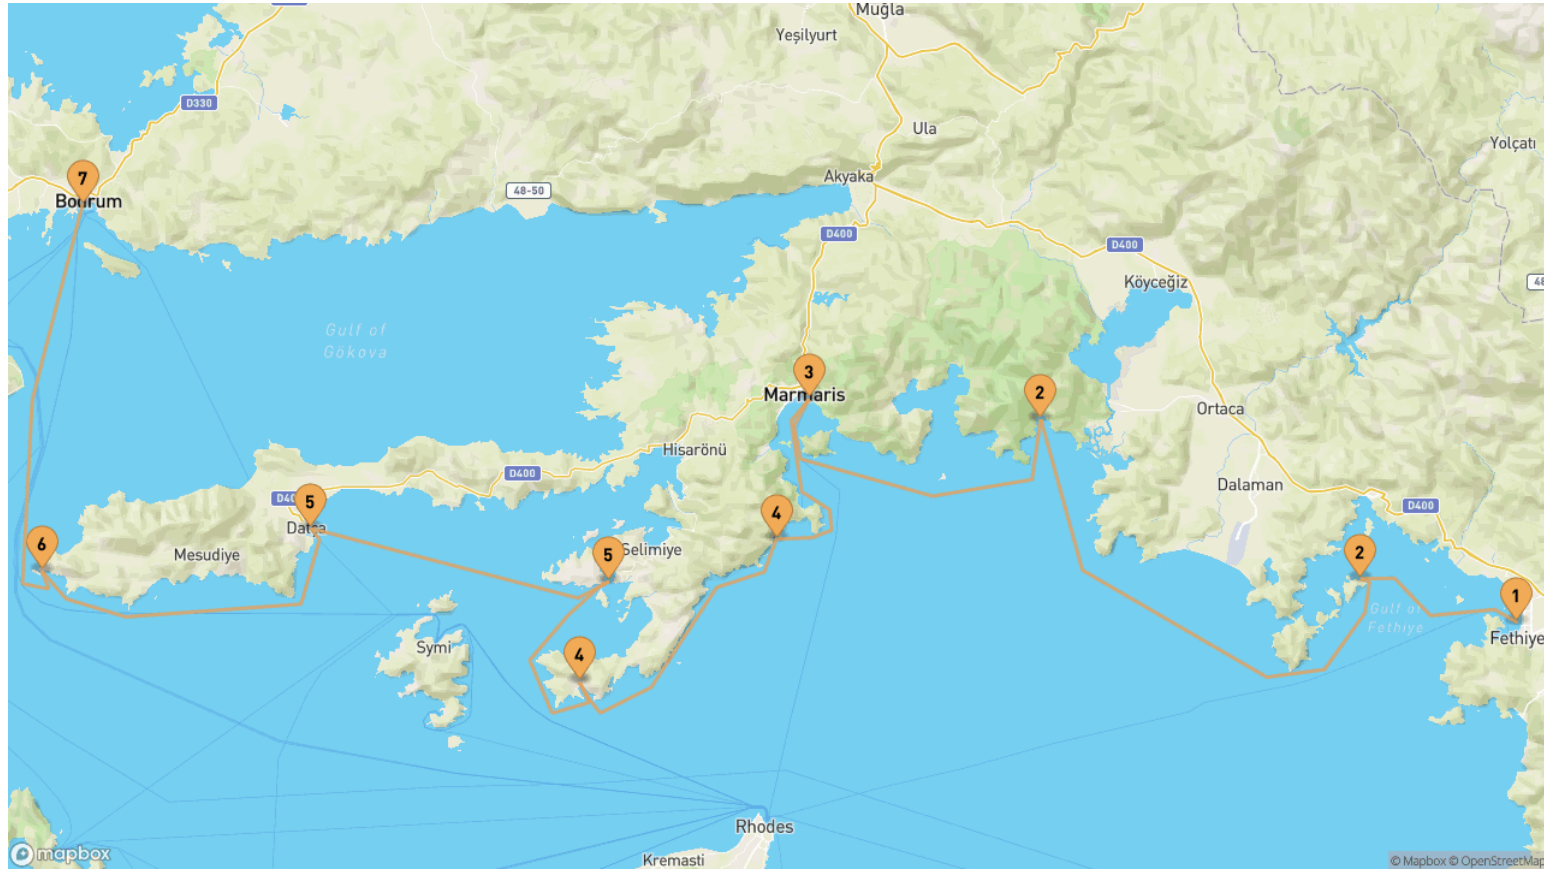 Muğla
Yeşilyurt
D330
Ula
Yolçatı
7
Bodrum
48-50
Akyaka
D400
D400
Köyceğiz
48
Gulf of
Gökova
3
Marmaris
2
Ortaca
Hisarönü
D400
Dalaman
D400
D40
5
Datça
4
6
Mesudiye
5
Selimiye
2
1
Gulf of
Fethiye
Fethiye
Symi
4
Rhodes
Kremasti
mapbox
© Mapbox © OpenStreetMap